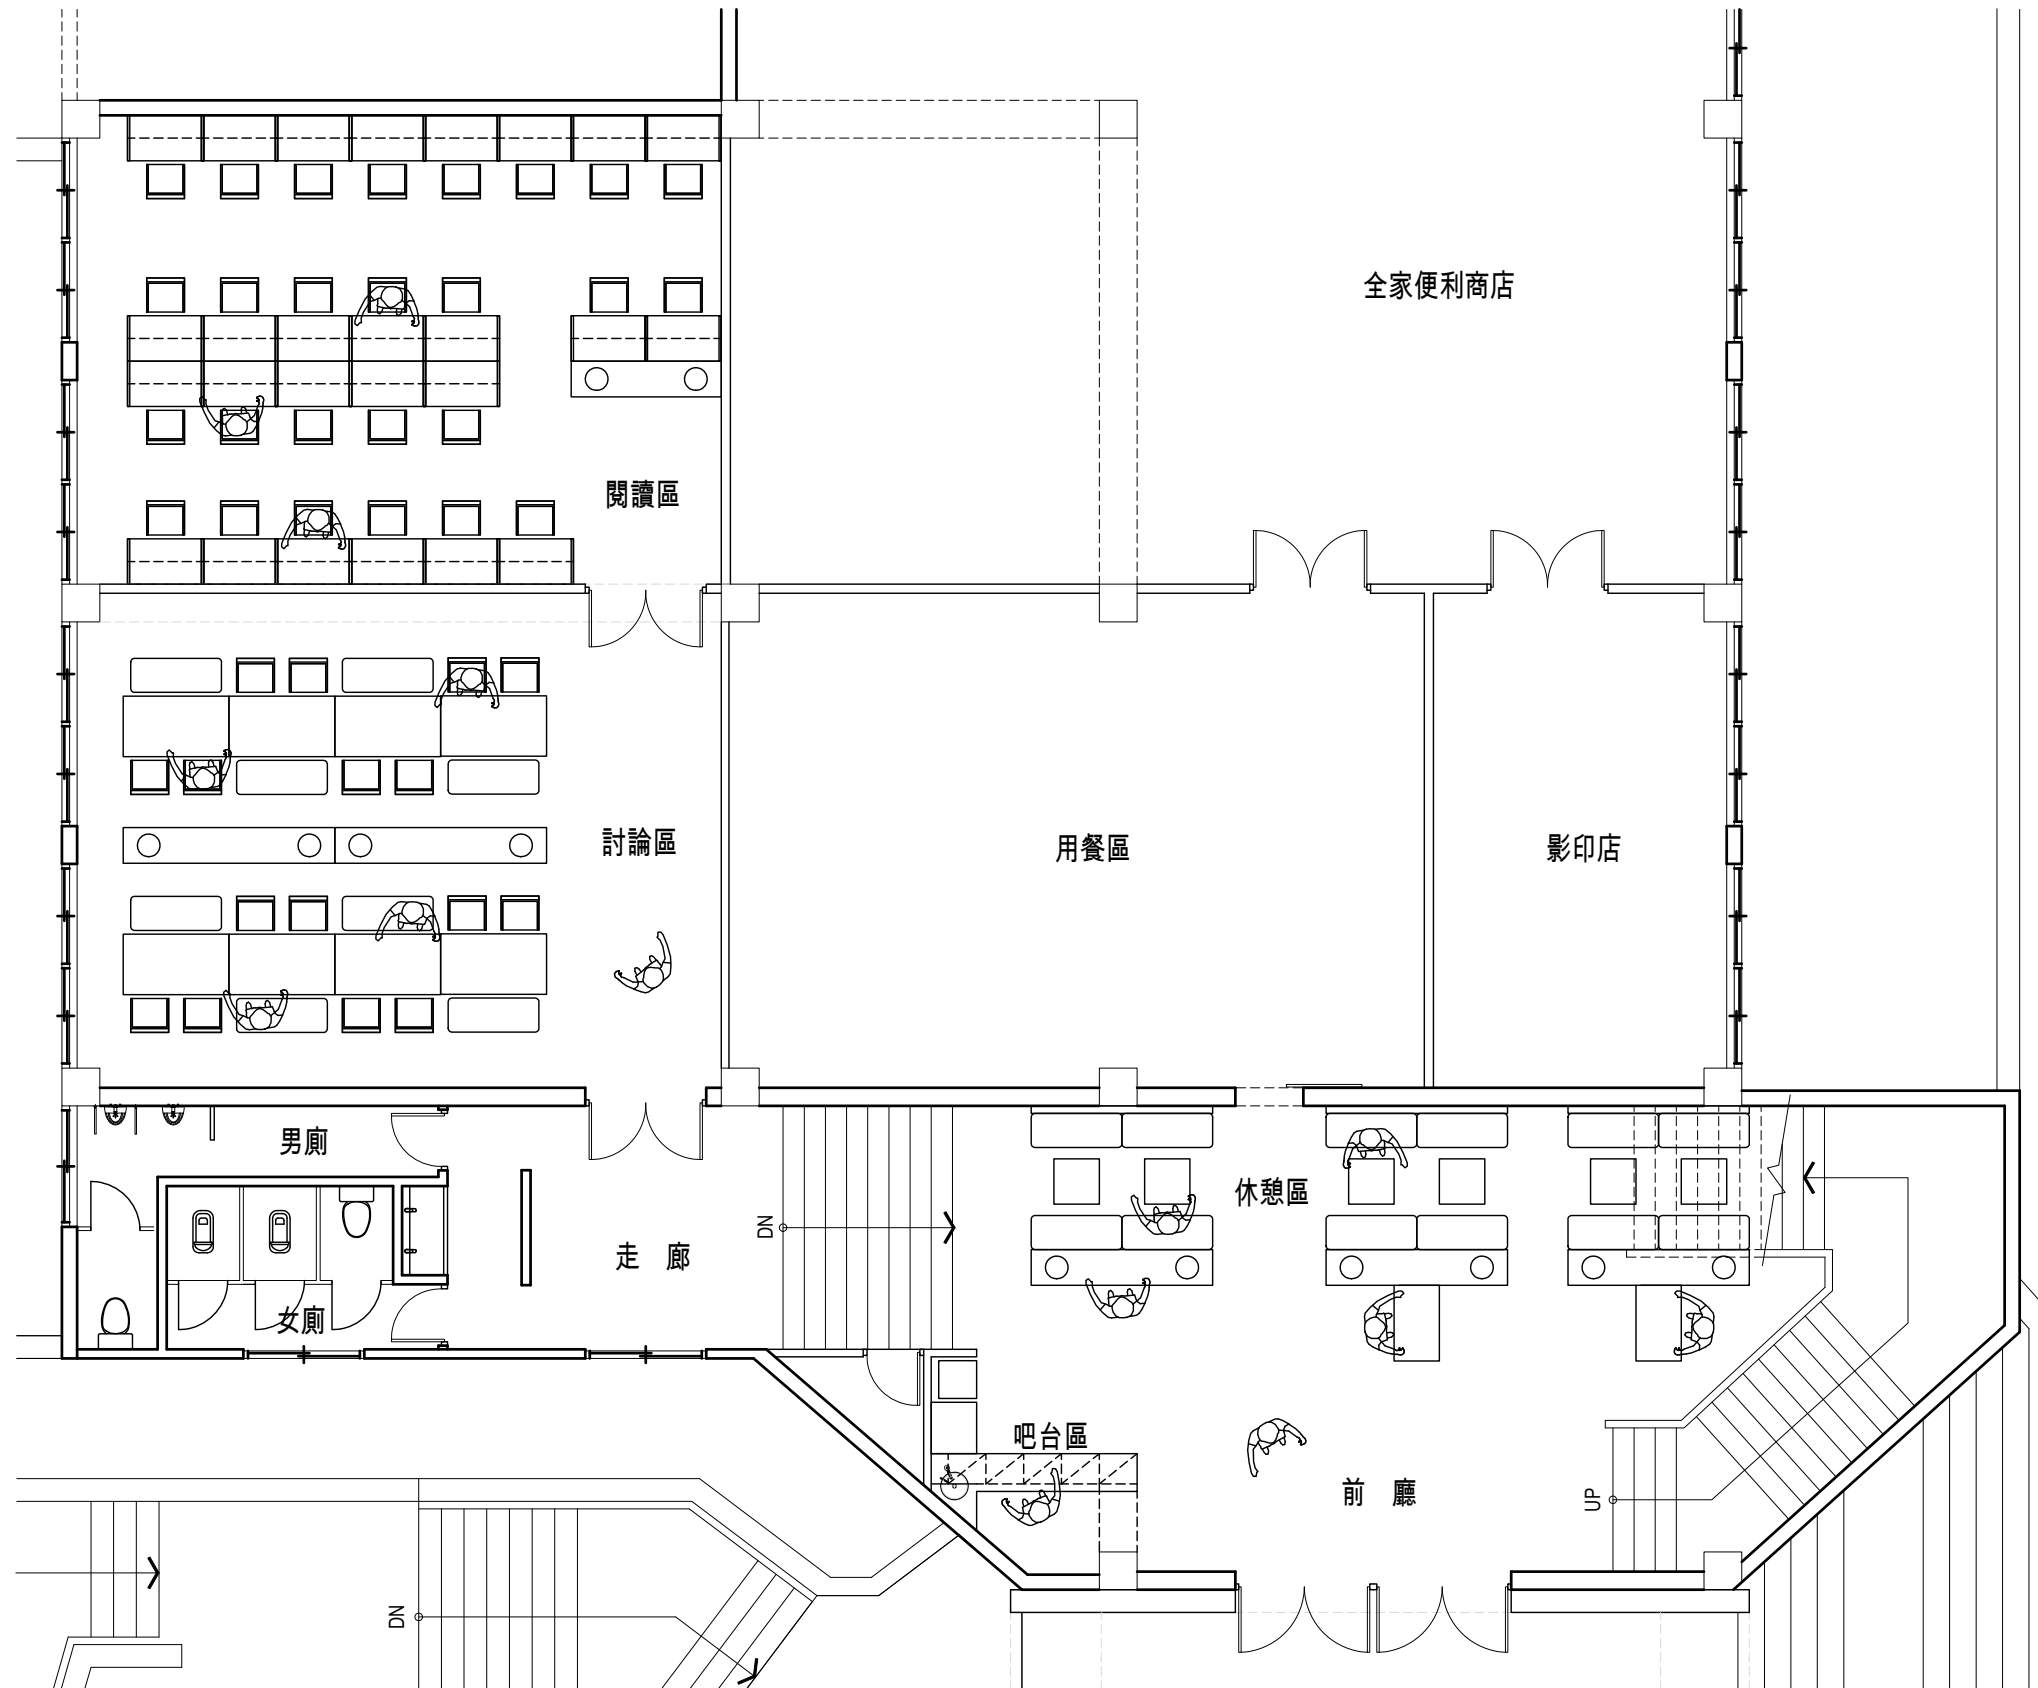 全家便利商店
閱讀區
討論區
用餐區
影印店
男廁
休憩區
走 廊
DN
女廁
吧台區
前 廳
UP
DN